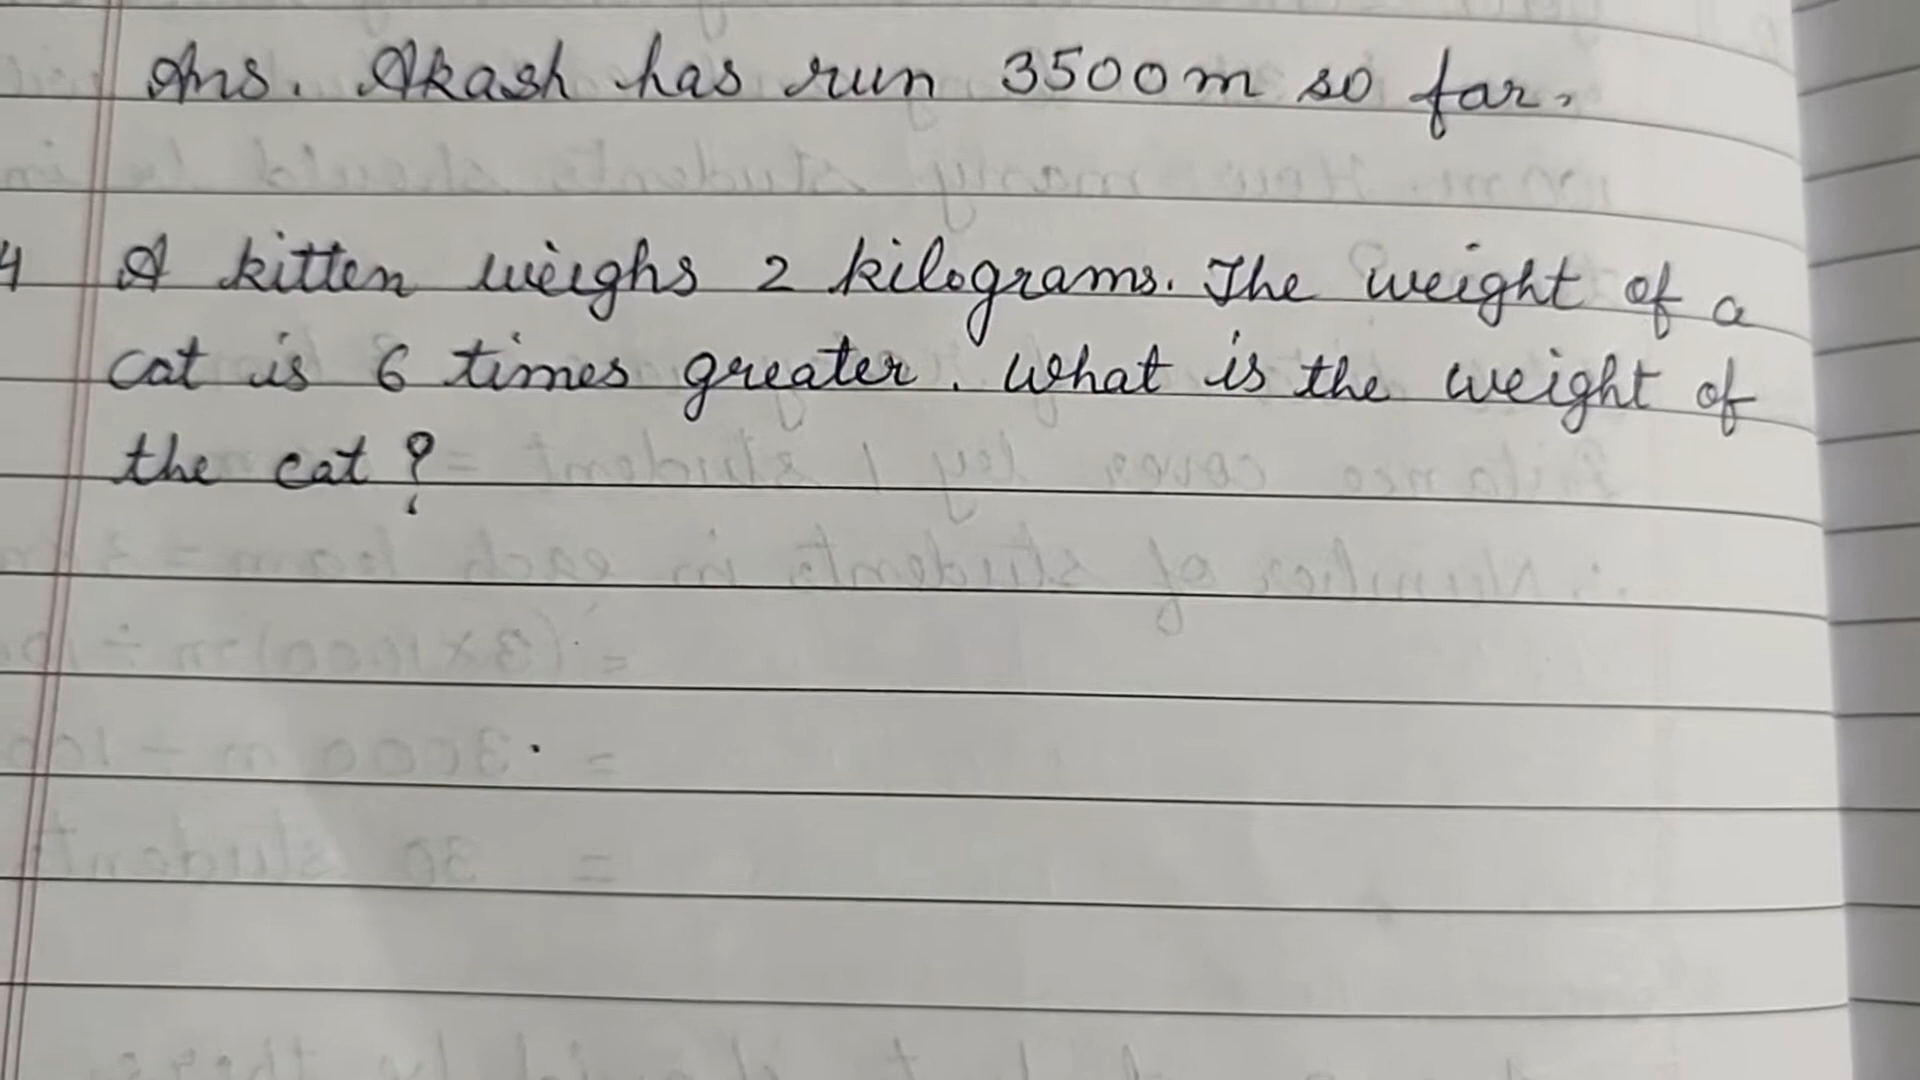 Ans. Akash has run 3500m so far.
4 A kitten weighs 2 kilograms. The weight of a
cat is 6 times greater. What is the weight of
the cat?